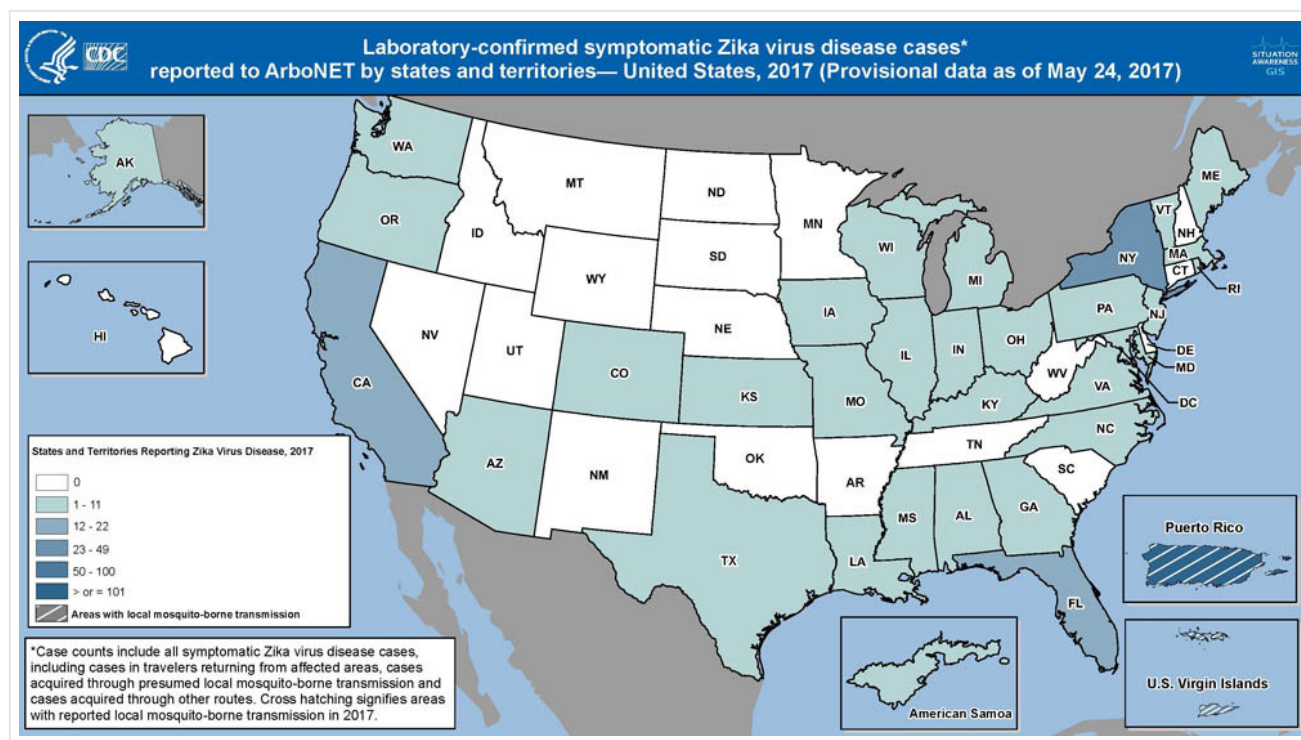 CDC
Laboratory-confirmed symptomatic Zika virus disease cases*
reported to ArboNET by states and territories— United States, 2017 (Provisional data as of May 24, 2017)
SITUATION
AWARENESS
GIS
AK
HI
WA
OR
CA
ID
NV
MT
WY
UT
AZ
CO
NM
ND
SD
NE
KS
OK
TX
MN
IA
MO
AR
LA
WI
IL
MI
IN
OH
KY
TN
MS
AL
GA
FL
SC
NC
VA
WV
PA
NY
VT
NH
ME
MA
CT
RI
NJ
DE
MD
DC
States and Territories Reporting Zika Virus Disease, 2017
0
1 - 11
12 - 22
23 - 49
50 - 100
> or = 101
Areas with local mosquito-borne transmission
*Case counts include all symptomatic Zika virus disease cases,
including cases in travelers returning from affected areas, cases
acquired through presumed local mosquito-borne transmission and
cases acquired through other routes. Cross hatching signifies areas
with reported local mosquito-borne transmission in 2017.
American Samoa
Puerto Rico
U.S. Virgin Islands